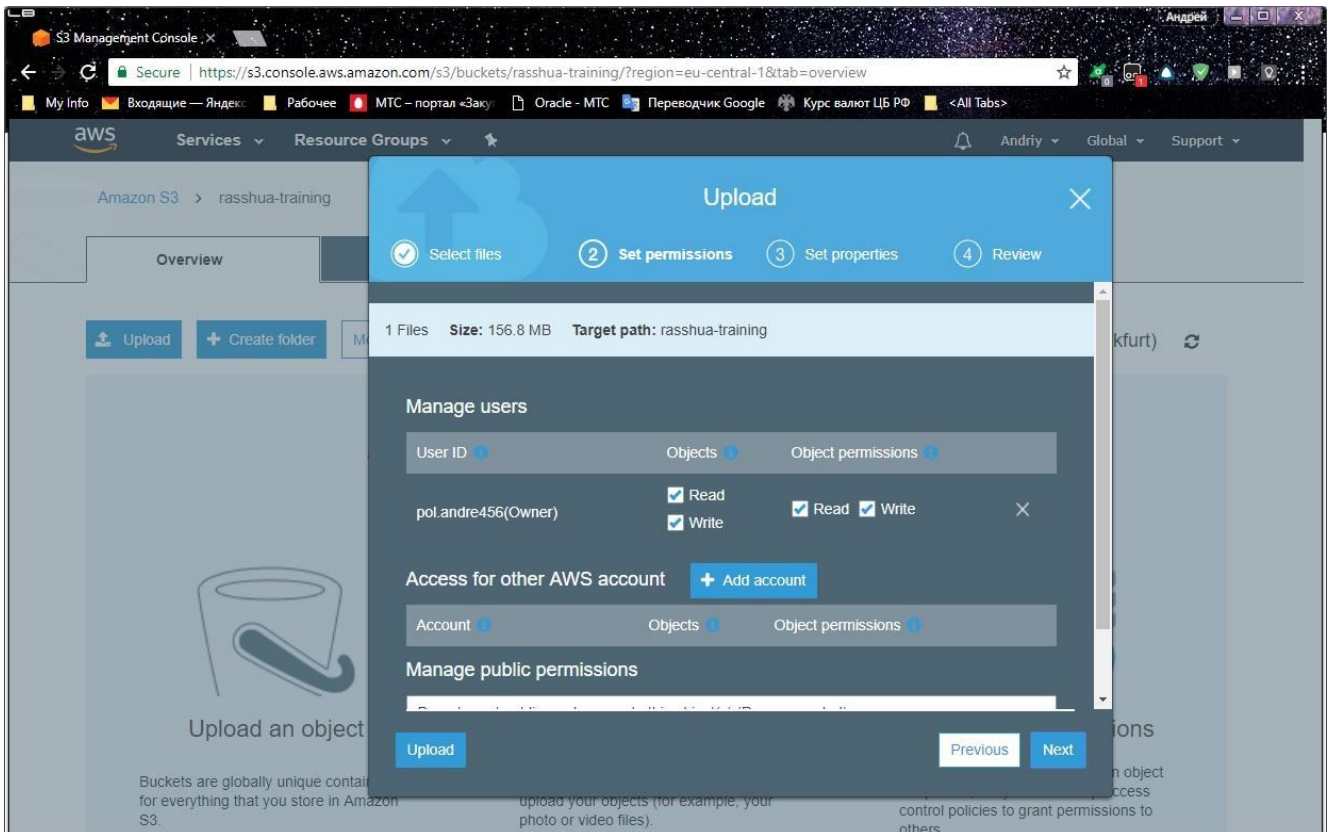 Андрей
S3 Management Console
Secure | https://s3.console.aws.amazon.com/s3/buckets/rasshua-training/?region=eu-central-1&tab=overview
My Info Входящие — Яндекс Рабочее МТС – портал «Заку Oracle - МТС Переводчик Google Курс валют ЦБ РФ <All Tabs>
aws Services Resource Groups Andriy Global Support
Amazon S3 > rasshua-training
Upload
Overview
Select files 2 Set permissions 3 Set properties 4 Review
1 Files Size: 156.8 MB Target path: rasshua-training
Upload Create folder kfurt)
Manage users
User ID Objects Object permissions
pol.andre456(Owner) Read Write Read Write
Access for other AWS account Add account
Account Objects Object permissions
Manage public permissions
Upload an object ions
Upload Previous Next
Buckets are globally unique contai
for everything that you store in Amazon
S3.
upload your objects (for example, your
photo or video files).
n object
ccess
control policies to grant permissions to
others.